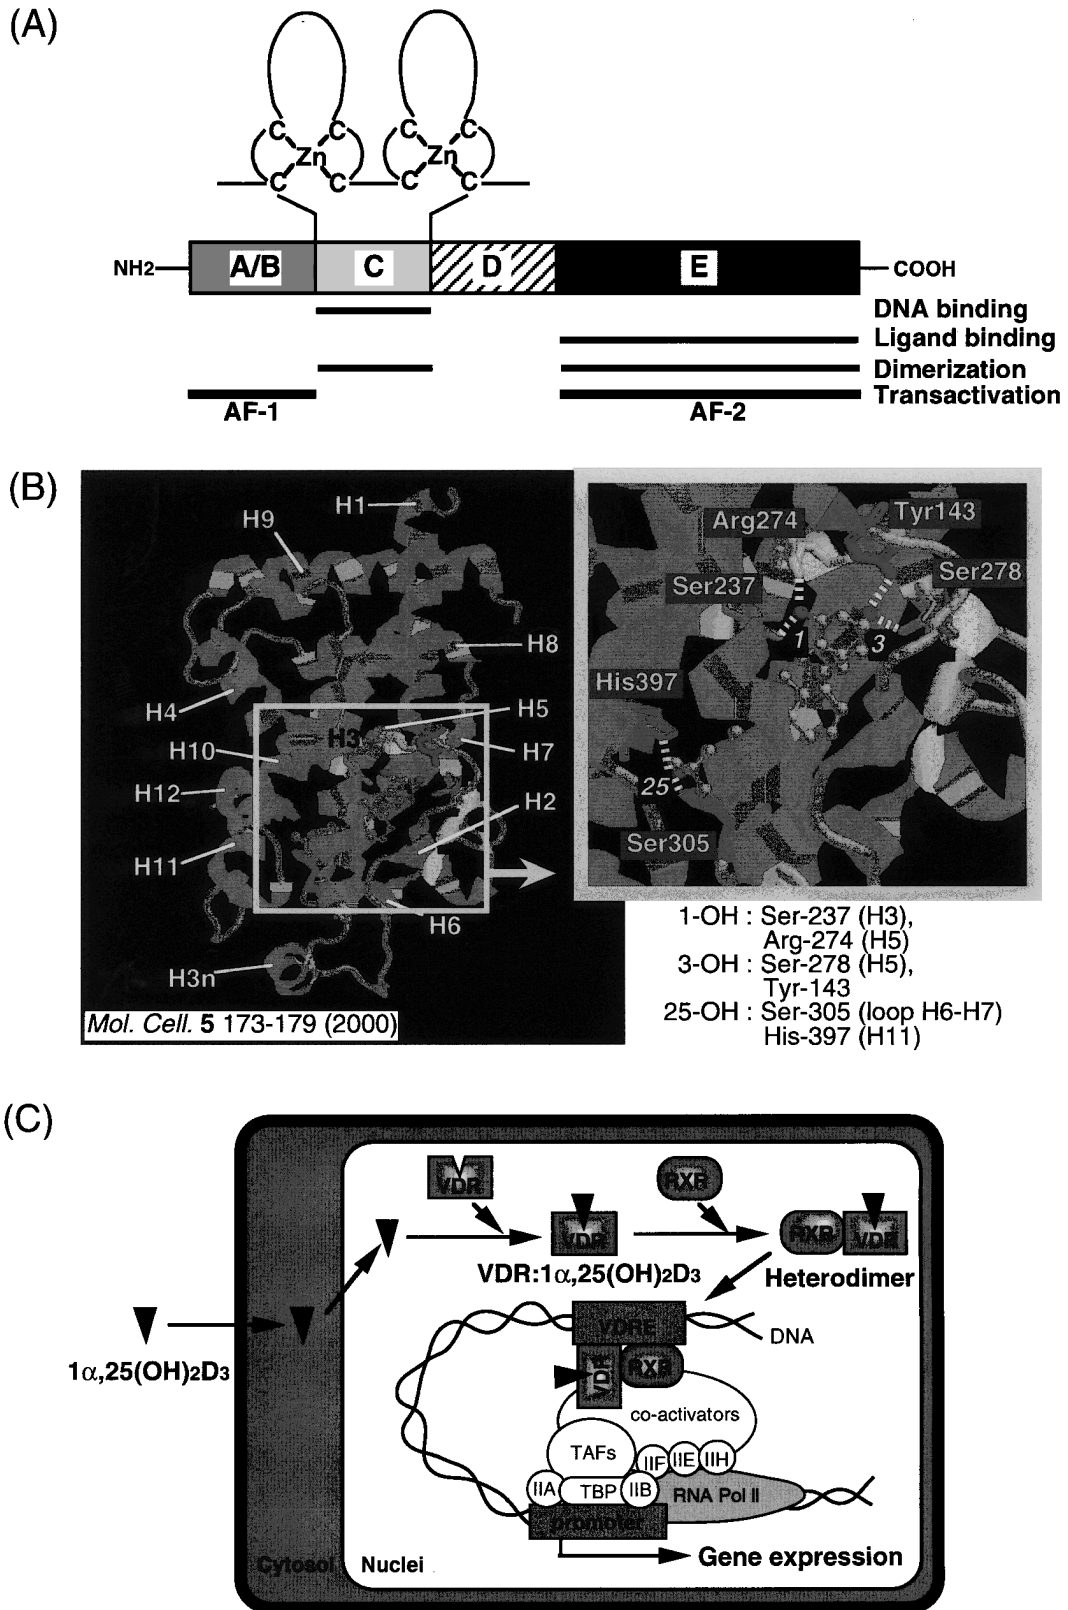 (A)
C C C C
Zn Zn
C C C C
NH2 A/B C D E COOH
DNA binding
Ligand binding
Dimerization
Transactivation
AF-1 AF-2
(B)
H1
H9
H8
H4
H5
H3
H10
H7
H12
H2
H11
H6
H3n
Mol. Cell. 5 173-179 (2000)
Arg274
Tyr143
Ser237
Ser278
1 3
His397
25
Ser305
1-OH : Ser-237 (H3),
Arg-274 (H5)
3-OH : Ser-278 (H5),
Tyr-143
25-OH : Ser-305 (loop H6-H7)
His-397 (H11)
(C)
VDR
RXR
VDR
RXR VDR
VDR:1α,25(OH)2D3
Heterodimer
1α,25(OH)2D3
VDRE
DNA
VDR
RXR
co-activators
TAFs
IIF IIE IIH
IIA TBP IIB RNA Pol II
promoter
Gene expression
Cytosol Nuclei